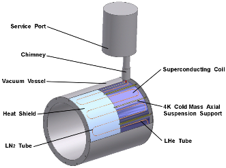 Service Port
Chimney
Vacuum Vessel
Superconducting Coil
Heat Shield
4K Cold Mass Axial
Suspension Support
LN2 Tube
LHe Tube